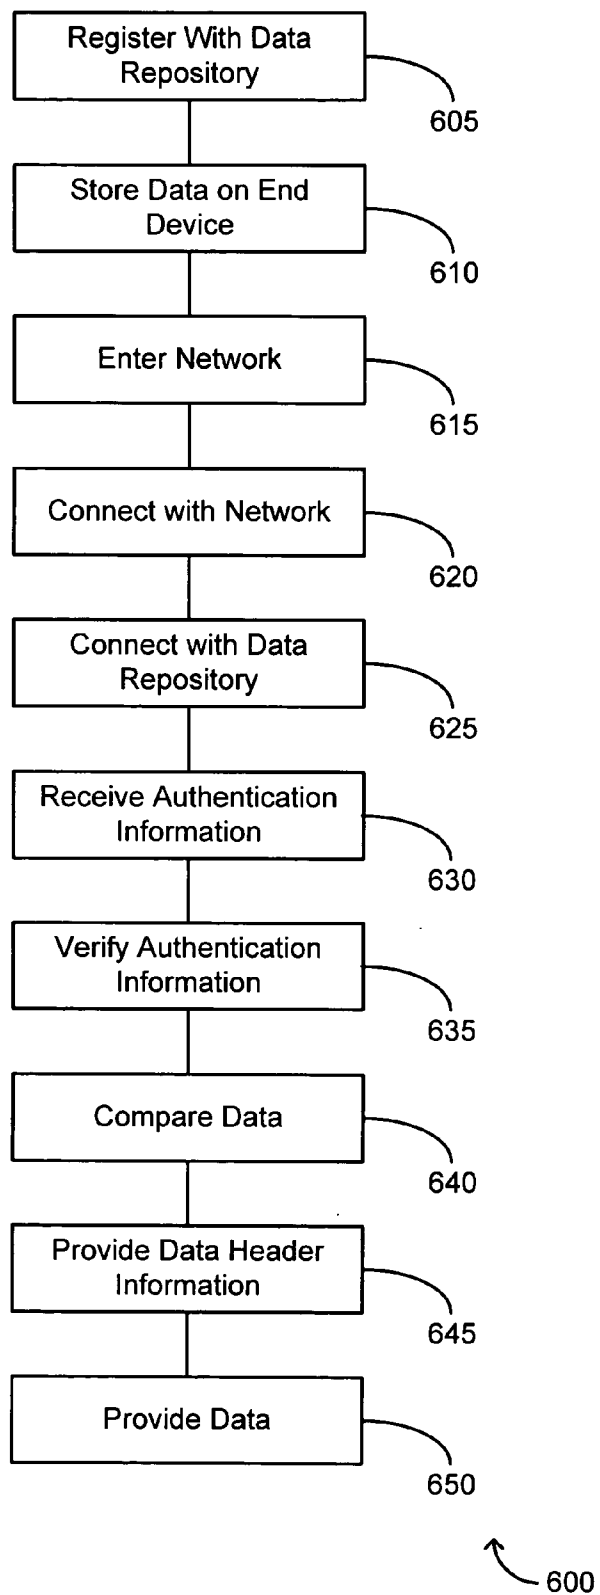 Register With Data
Repository
605
Store Data on End
Device
610
Enter Network
615
Connect with Network
620
Connect with Data
Repository
625
Receive Authentication
Information
630
Verify Authentication
Information
635
Compare Data
640
Provide Data Header
Information
645
Provide Data
650
600